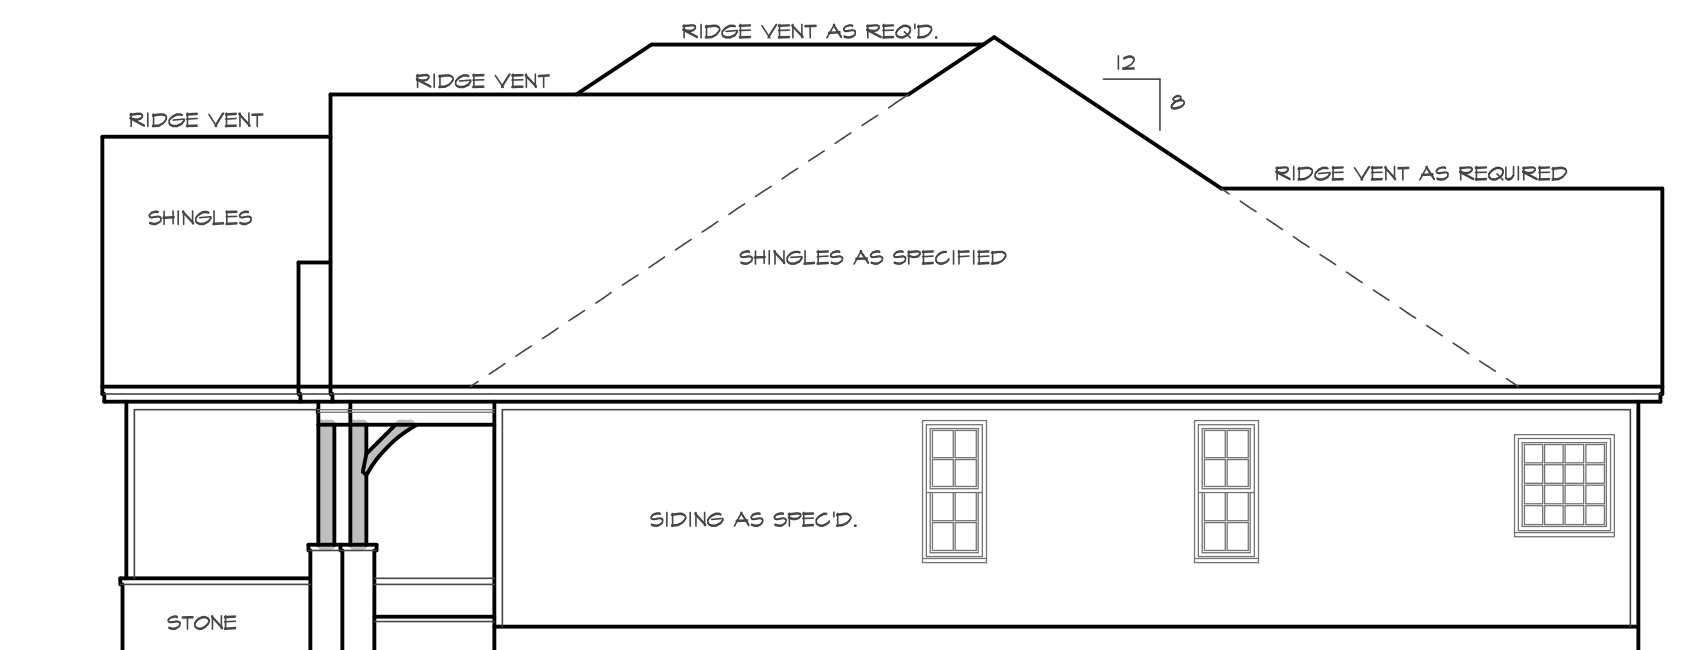 RIDGE VENT AS REQ'D.
12
RIDGE VENT
8
RIDGE VENT
RIDGE VENT AS REQUIRED
SHINGLES
SHINGLES AS SPECIFIED
SIDING AS SPEC'D.
STONE